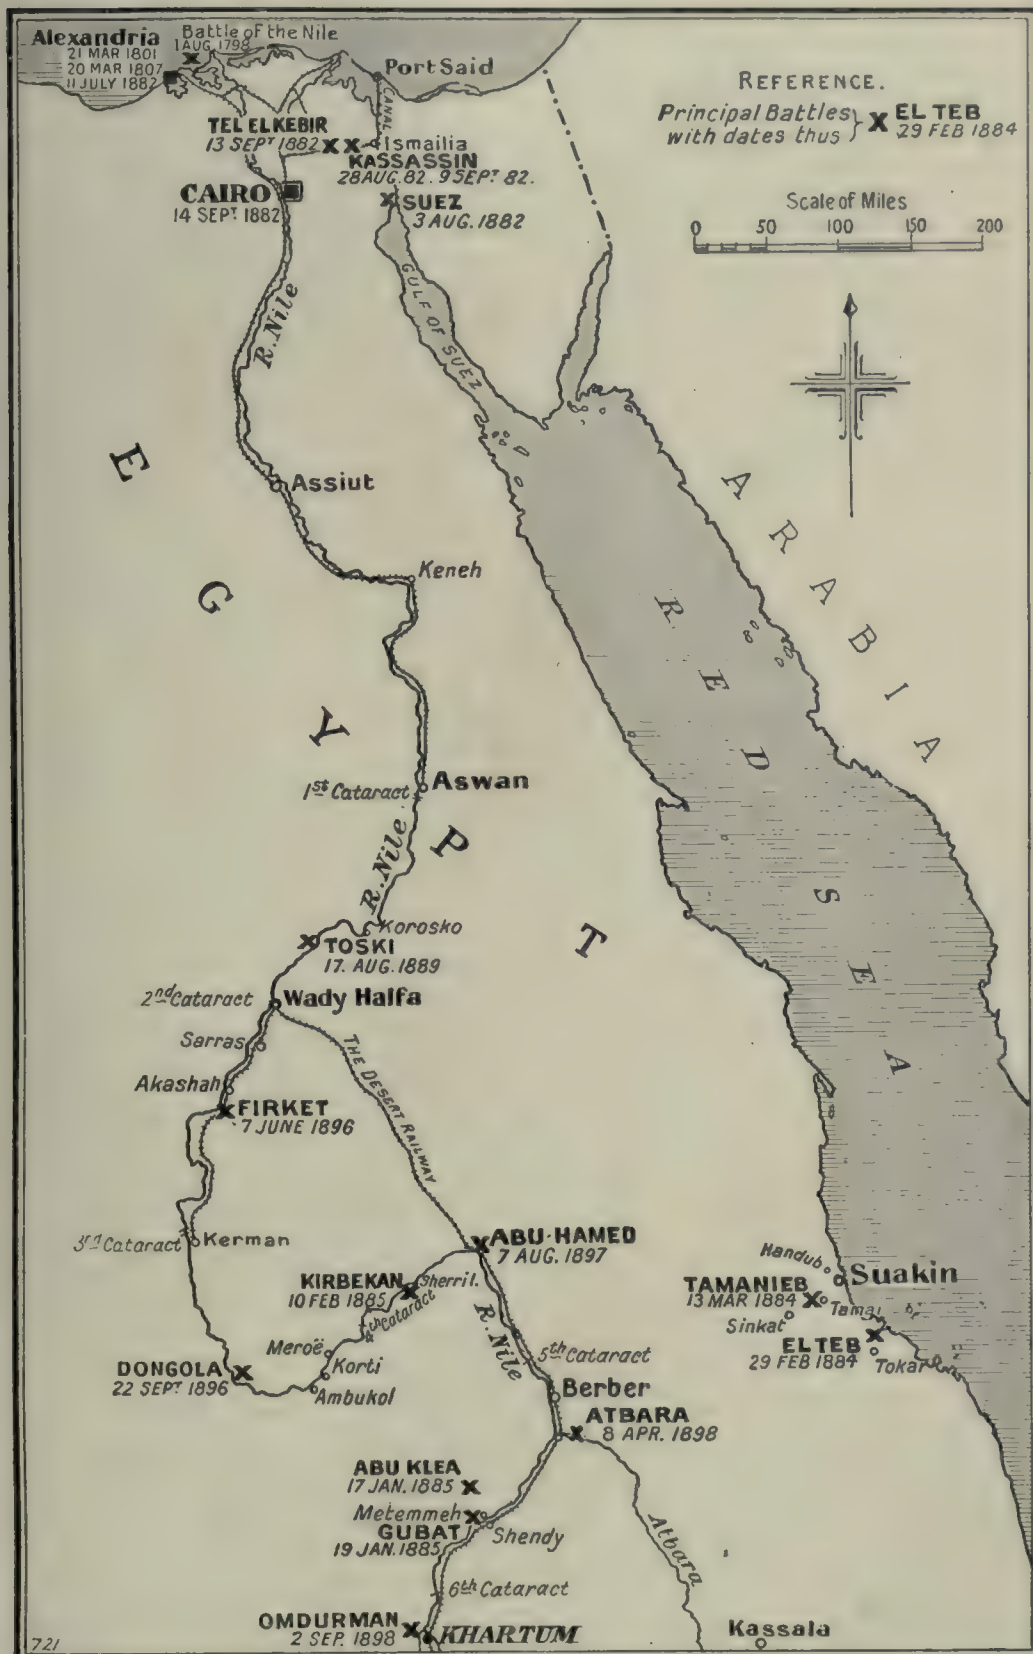 Battle of the Nile
1 AUG. 1798
Alexandria
21 MAR 1801
20 MAR 1807
11 JULY 1882
Port Said
CANAL
REFERENCE.
Principal Battles
with dates thus
EL TEB
29 FEB 1884
TEL EL KEBIR
13 SEPT 1882
Ismailia
KASSASSIN
28 AUG. 82. 9 SEPT 82.
CAIRO
14 SEPT 1882
SUEZ
3 AUG. 1882
Scale of Miles
0 50 100 150 200
R. Nile
GULF OF SUEZ
EGYPT
ARABIA
RED SEA
Assiut
Keneh
1st Cataract
Aswan
R. Nile
Korosko
TOSKI
17. AUG. 1889
2nd Cataract
Wady Halfa
Sarras
THE DESERT RAILWAY
Akashah
FIRKET
7 JUNE 1896
3rd Cataract
Kerman
ABU-HAMED
7 AUG. 1897
KIRBEKAN
10 FEB 1885
Sherri I.
4th Cataract
R. Nile
Handub
Suakin
TAMANIEB
13 MAR 1884
Tamai
Sinkat
EL TEB
29 FEB 1884
Tokar
Meroë
Korti
Ambukol
DONGOLA
22 SEPT 1896
5th Cataract
Berber
ATBARA
8 APR. 1898
ABU KLEA
17 JAN. 1885
Metemmeh
GUBAT
19 JAN. 1885
Shendy
Atbara
6th Cataract
OMDURMAN
2 SEP. 1898
KHARTUM
Kassala
721